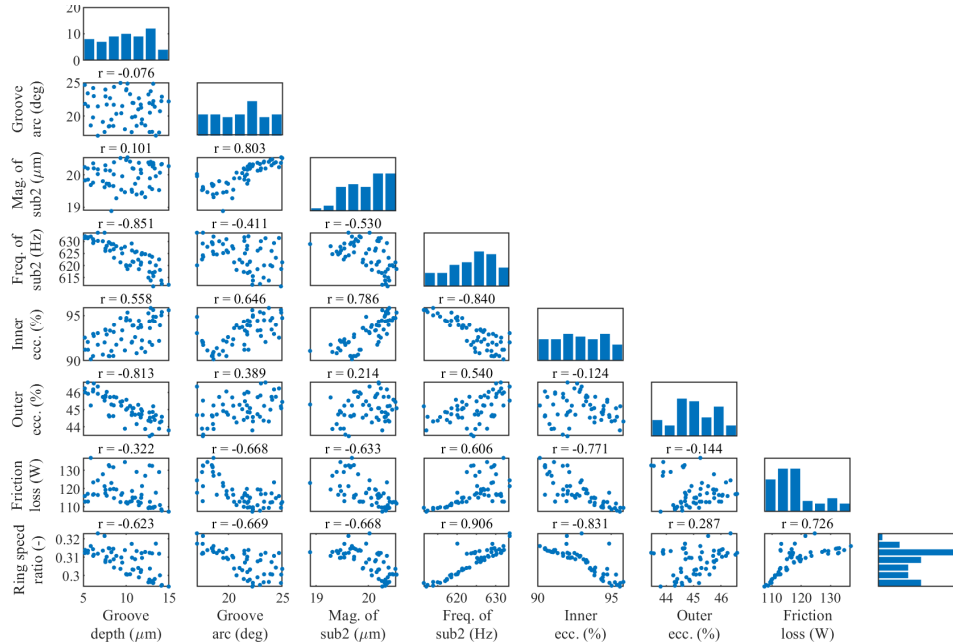 20
10
0
r = -0.076
25
20
Groove
arc (deg)
r = 0.101
r = 0.803
20
19
Mag. of
sub2 (μm)
r = -0.851
r = -0.411
r = -0.530
630
625
620
615
Freq. of
sub2 (Hz)
r = 0.558
r = 0.646
r = 0.786
r = -0.840
95
90
Inner
ecc. (%)
r = -0.813
r = 0.389
r = 0.214
r = 0.540
r = -0.124
46
45
44
Outer
ecc. (%)
r = -0.322
r = -0.668
r = -0.633
r = 0.606
r = -0.771
r = -0.144
130
120
110
Friction
loss (W)
r = -0.623
r = -0.669
r = -0.668
r = 0.906
r = -0.831
r = 0.287
r = 0.726
0.32
0.31
0.3
Ring speed
ratio (-)
5 10 15
20 25
19 20
620 630
90 95
44 45 46
110 120 130
Groove
depth (μm)
Groove
arc (deg)
Mag. of
sub2 (μm)
Freq. of
sub2 (Hz)
Inner
ecc. (%)
Outer
ecc. (%)
Friction
loss (W)